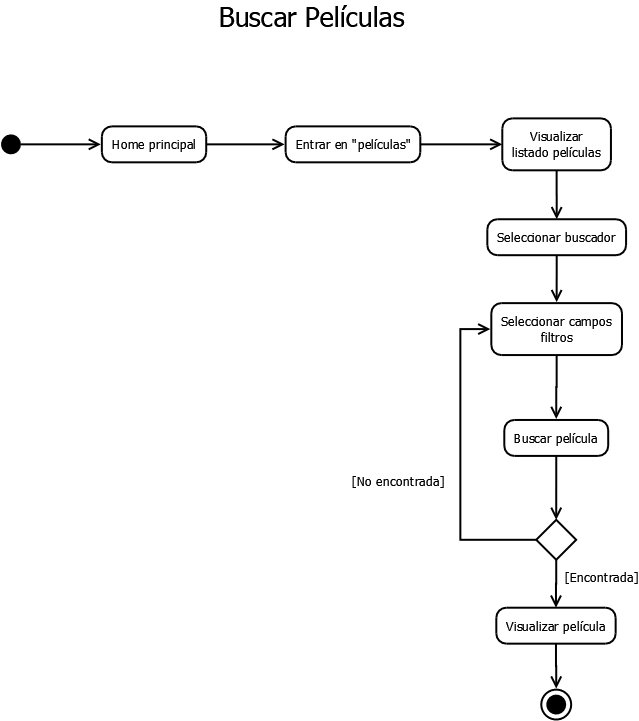 Buscar Películas
Home principal
Entrar en "películas"
Visualizar
listado películas
Seleccionar buscador
Seleccionar campos
filtros
Buscar película
[No encontrada]
[Encontrada]
Visualizar película